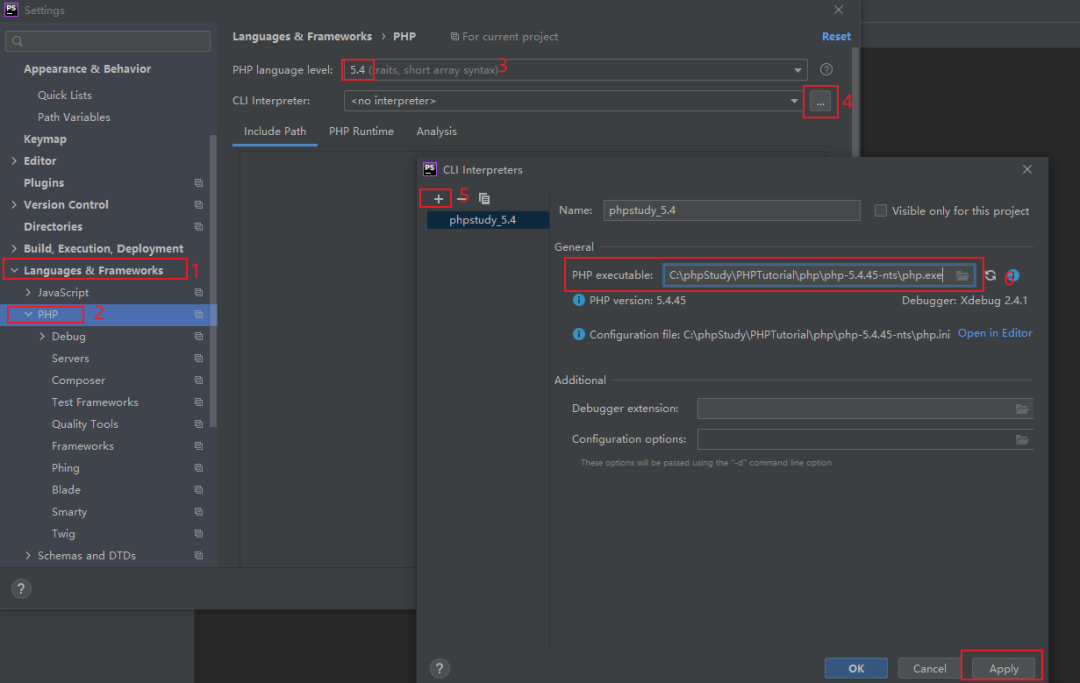 PS Settings
Appearance & Behavior
Quick Lists
Path Variables
Keymap
Editor
Plugins
Version Control
Directories
Build, Execution, Deployment
Languages & Frameworks 1
JavaScript
PHP 2
Debug
Servers
Composer
Test Frameworks
Quality Tools
Frameworks
Phing
Blade
Smarty
Twig
Schemas and DTDs
?
Languages & Frameworks › PHP For current project Reset
PHP language level: 5.4 (traits, short array syntax) 3 ?
CLI Interpreter: <no interpreter> ... 4
Include Path PHP Runtime Analysis
PS CLI Interpreters
+ 5
phpstudy_5.4
Name: phpstudy_5.4 Visible only for this project
General
PHP executable: C:\phpStudy\PHPTutorial\php\php-5.4.45-nts\php.exe 6
PHP version: 5.4.45 Debugger: Xdebug 2.4.1
Configuration file: C:\phpStudy\PHPTutorial\php\php-5.4.45-nts\php.ini Open in Editor
Additional
Debugger extension:
Configuration options:
These options will be passed using the "-d" command line option
? OK Cancel Apply